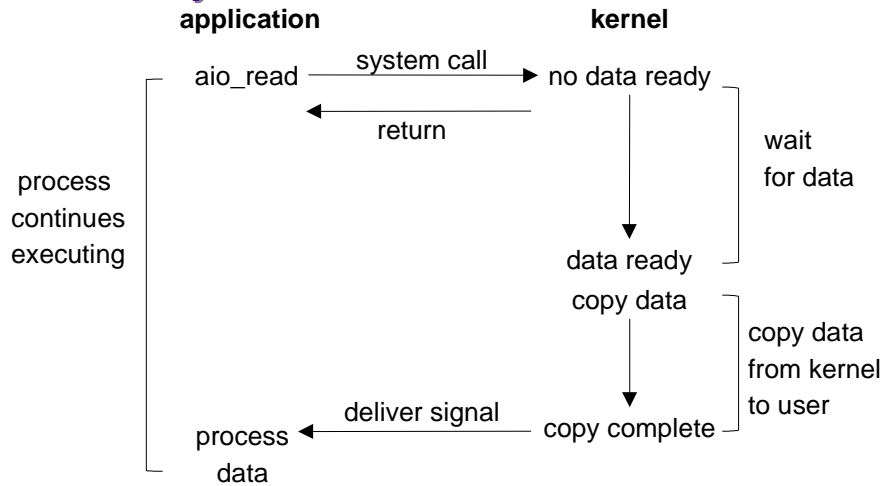 application kernel
aio_read system call no data ready
return
wait
for data
process
continues
executing
data ready
copy data
copy data
from kernel
to user
deliver signal
copy complete
process
data